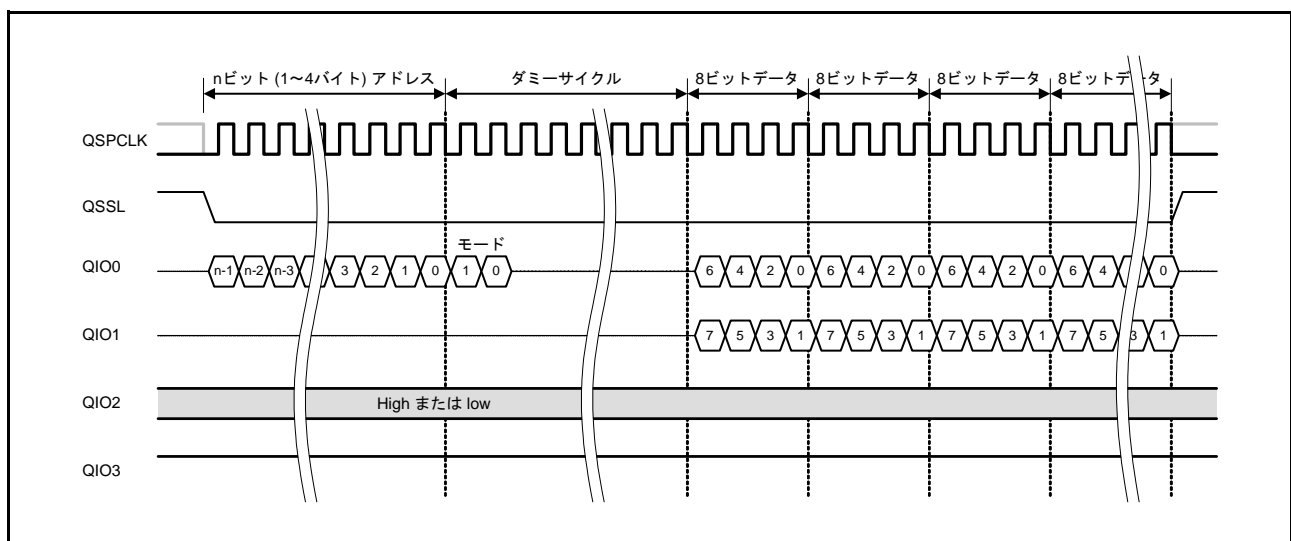 nビット (1～4バイト) アドレス ダミーサイクル 8ビットデータ 8ビットデータ 8ビットデータ 8ビットデータ
QSPCLK
QSSL
モード
QIO0 n-1 n-2 n-3 3 2 1 0 1 0 6 4 2 0 6 4 2 0 6 4 2 0 6 4 0
QIO1 7 5 3 1 7 5 3 1 7 5 3 1 7 5 3 1
QIO2 High または low
QIO3